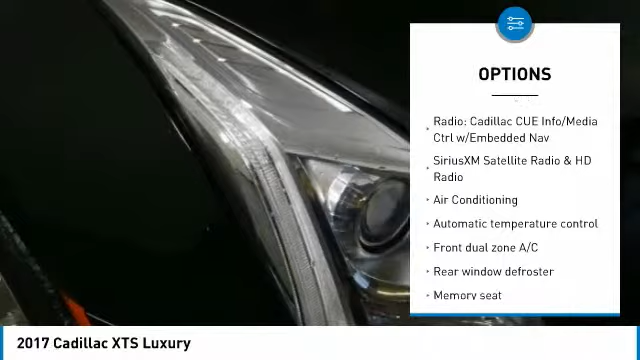 OPTIONS
Radio: Cadillac CUE Info/Media
Ctrl w/Embedded Nav
SiriusXM Satellite Radio & HD
Radio
Air Conditioning
Automatic temperature control
Front dual zone A/C
Rear window defroster
Memory seat
2017 Cadillac XTS Luxury